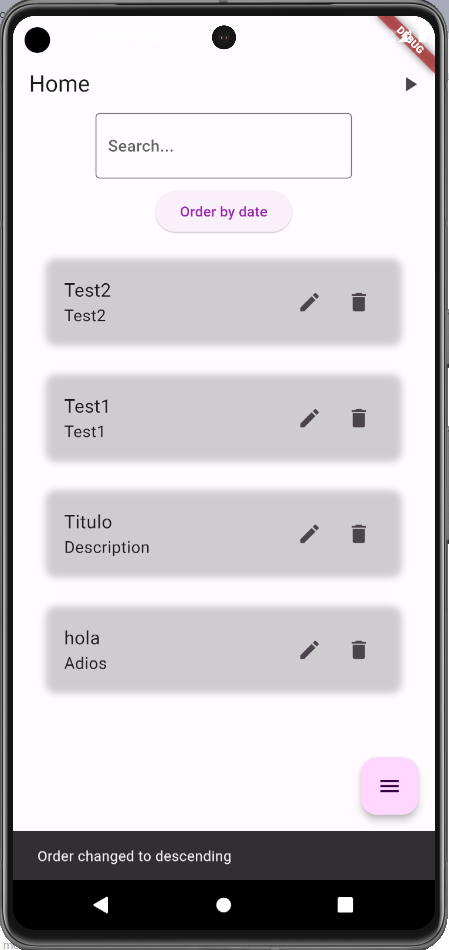 DEBUG
Home
Search...
Order by date
Test2
Test2
Test1
Test1
Titulo
Description
hola
Adios
Order changed to descending